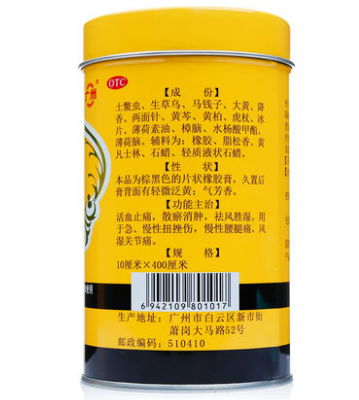 OTC
州
【成 份】
土鳖虫、生草乌、马钱子、大黄、降
香、两面针、黄芩、黄柏、虎杖、冰
片、薄荷素油、樟脑、水杨酸甲酯、
薄荷脑。辅料为：橡胶、脂松香、黄
凡士林、石蜡、轻质液状石蜡。
【性 状】
本品为棕黑色的片状橡胶膏，久置后
膏背面有轻微泛黄；气芳香。
【功能主治】
活血止痛，散瘀消肿，祛风胜湿。用
于急、慢性扭挫伤，慢性腰腿痛，风
湿关节痛。
【规 格】
10厘米×400厘米
6 942109 801017
生产地址：广州市白云区新市街
萧岗大马路52号
邮政编码：510410
使用